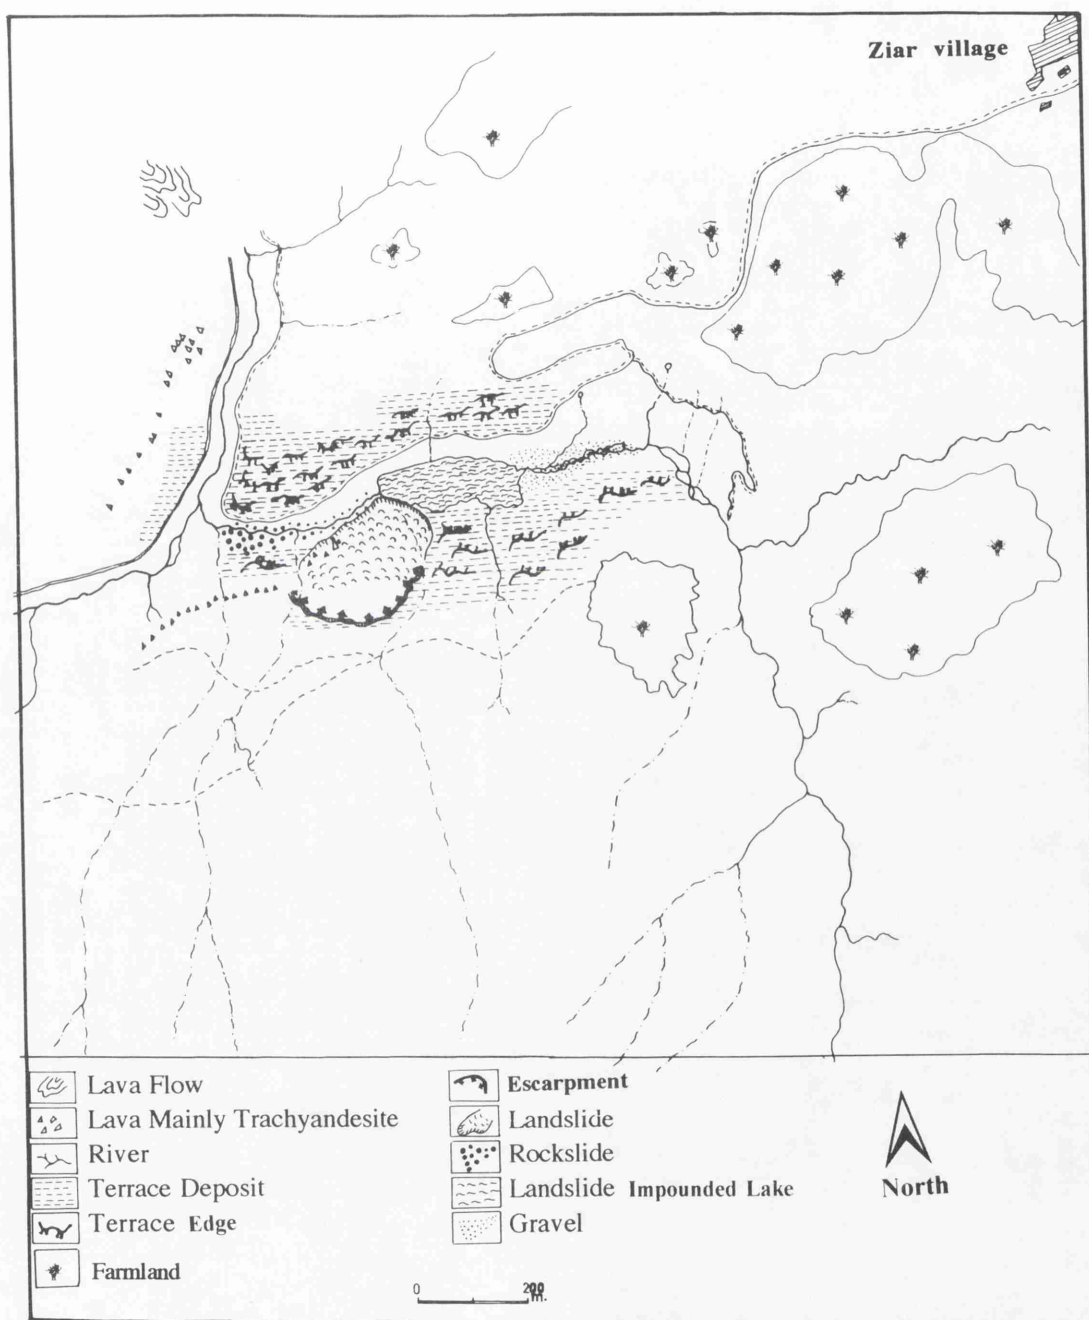 Ziar village
Lava Flow
Lava Mainly Trachyandesite
River
Terrace Deposit
Terrace Edge
Farmland
Escarpment
Landslide
Rockslide
Landslide Impounded Lake
Gravel
North
0 200
m.